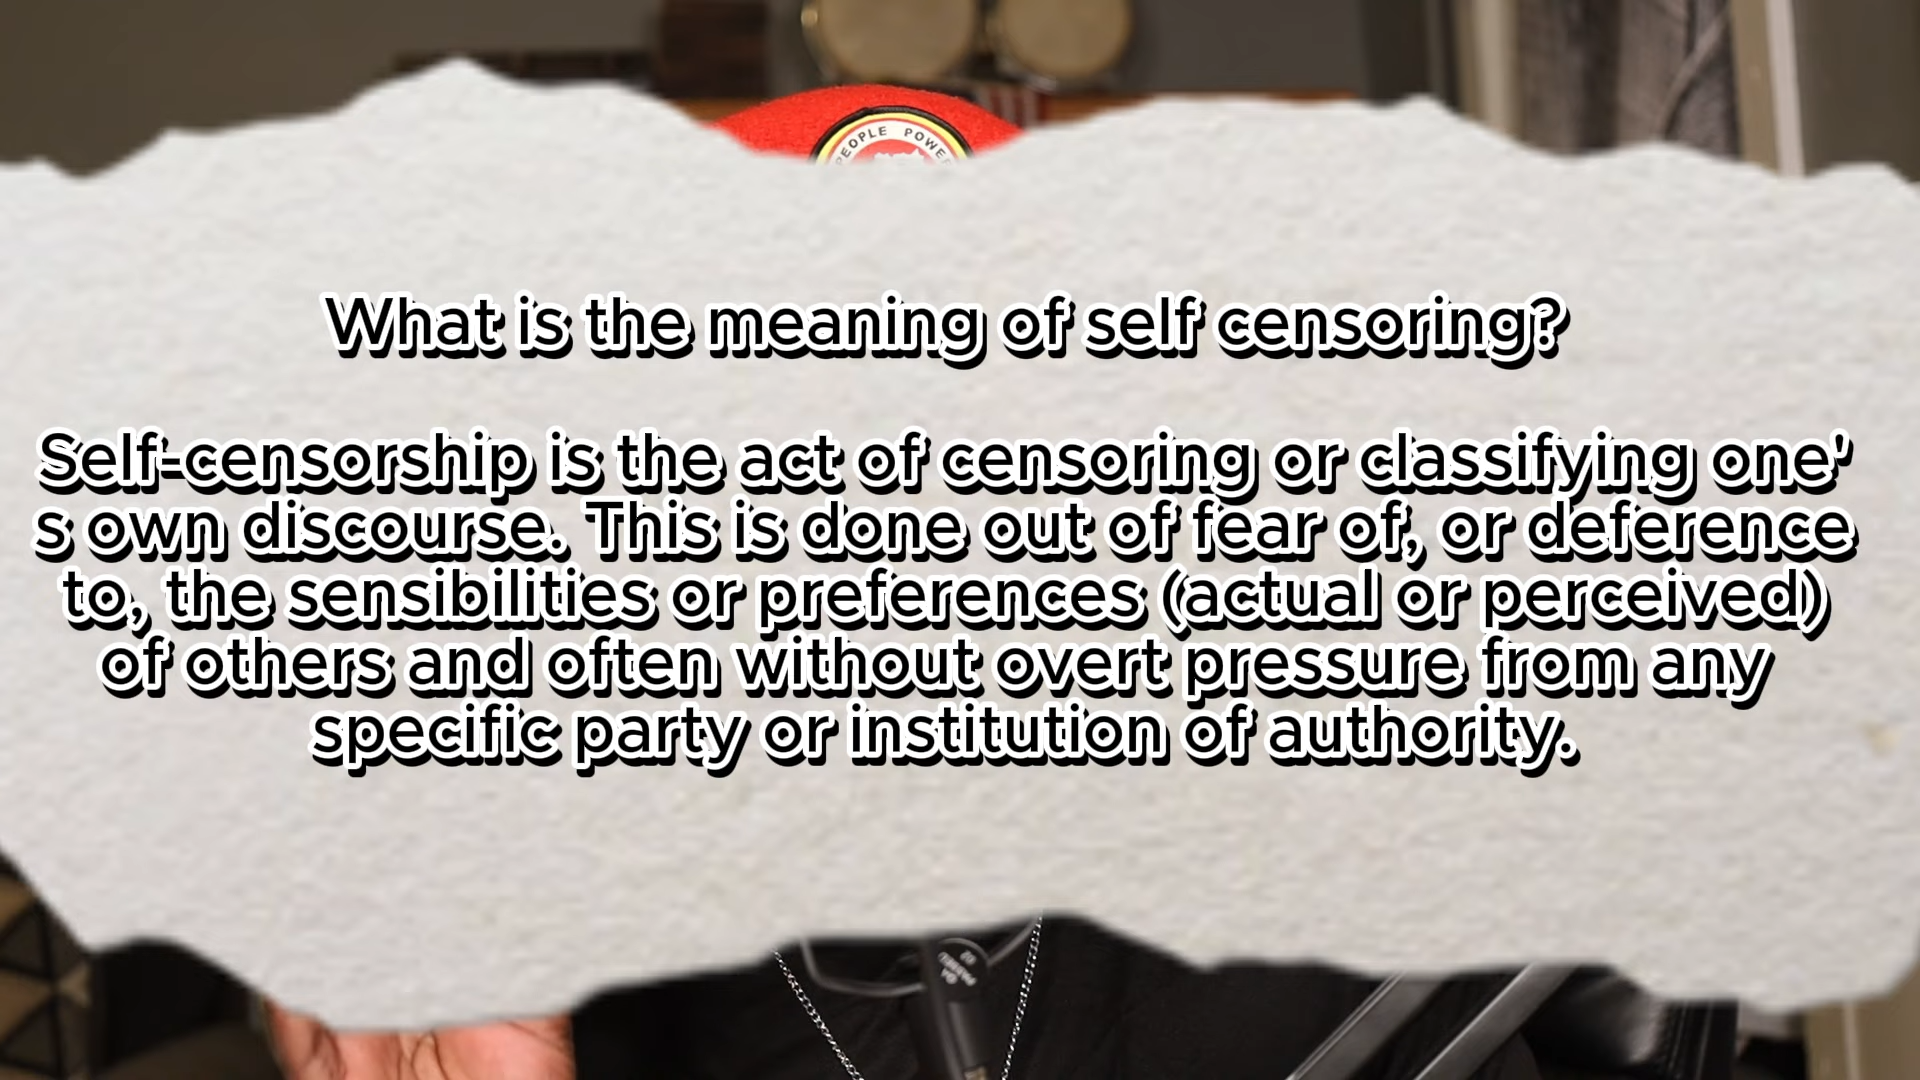 PEOPLE POWER
What is the meaning of self censoring?
Self-censorship is the act of censoring or classifying one'
s own discourse. This is done out of fear of, or deference
to, the sensibilities or preferences (actual or perceived)
of others and often without overt pressure from any
specific party or institution of authority.